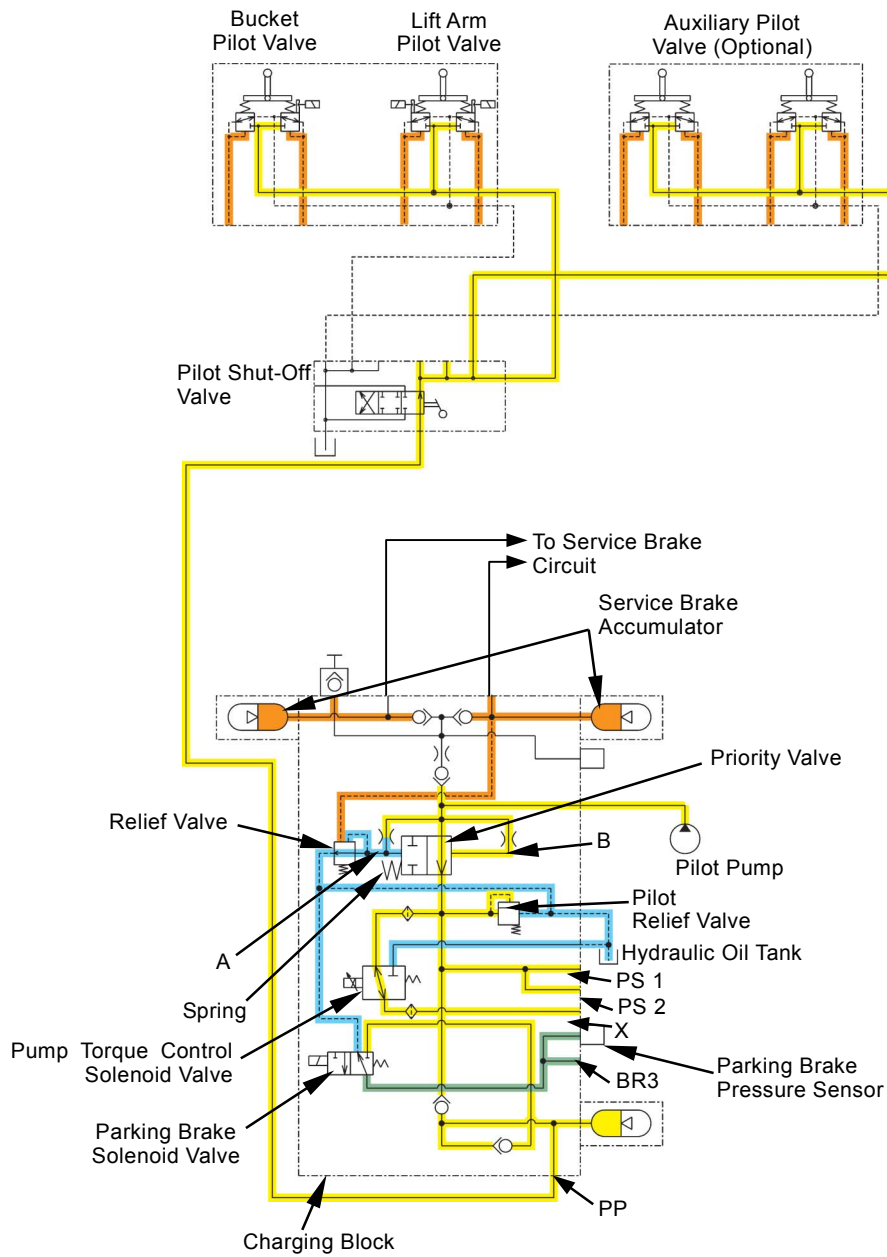 Bucket
Pilot Valve
Lift Arm
Pilot Valve
Auxiliary Pilot
Valve (Optional)
Pilot Shut-Off
Valve
To Service Brake
Circuit
Service Brake
Accumulator
Priority Valve
Relief Valve
B
Pilot Pump
Pilot
Relief Valve
A
Hydraulic Oil Tank
Spring
PS 1
PS 2
X
Pump Torque Control
Solenoid Valve
Parking Brake
Pressure Sensor
BR3
Parking Brake
Solenoid Valve
PP
Charging Block